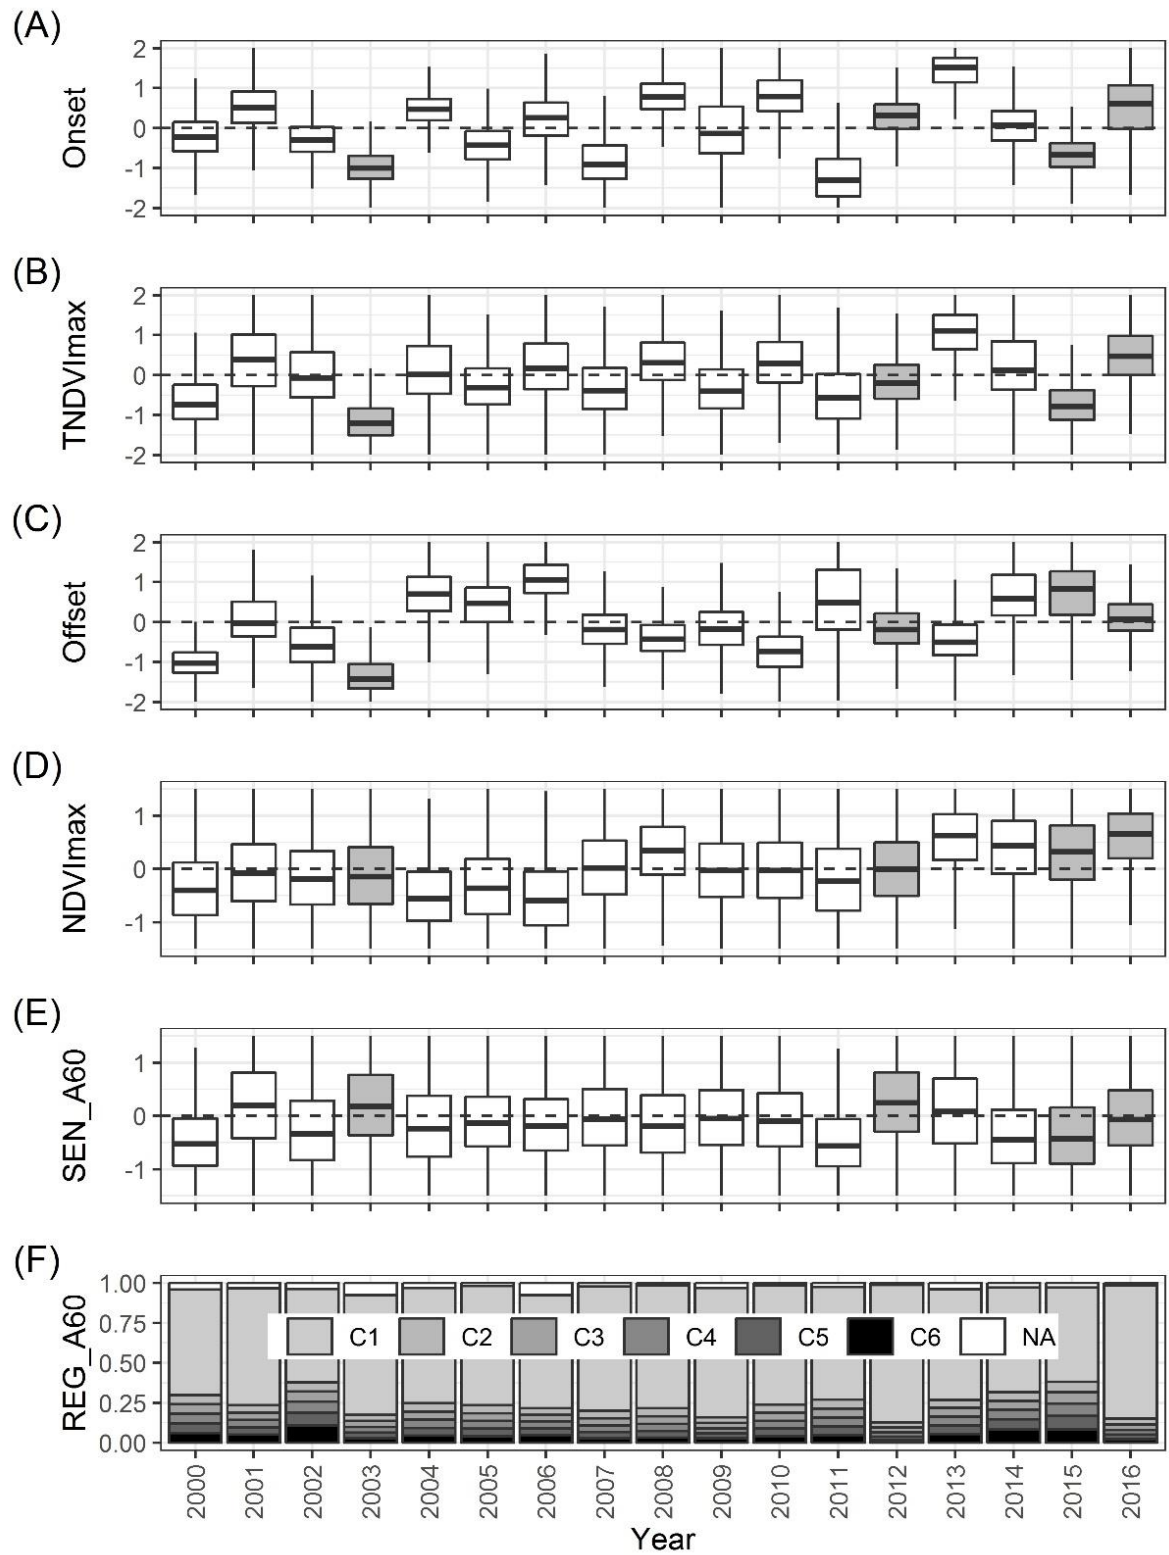 (A)
Onset
2
1
0
-1
-2
(B)
TNDVImax
2
1
0
-1
-2
(C)
Offset
2
1
0
-1
-2
(D)
NDVImax
1
0
-1
(E)
SEN_A60
1
0
-1
(F)
REG_A60
1.00
0.75
0.50
0.25
0.00
C1 C2 C3 C4 C5 C6 NA
2000 2001 2002 2003 2004 2005 2006 2007 2008 2009 2010 2011 2012 2013 2014 2015 2016
Year